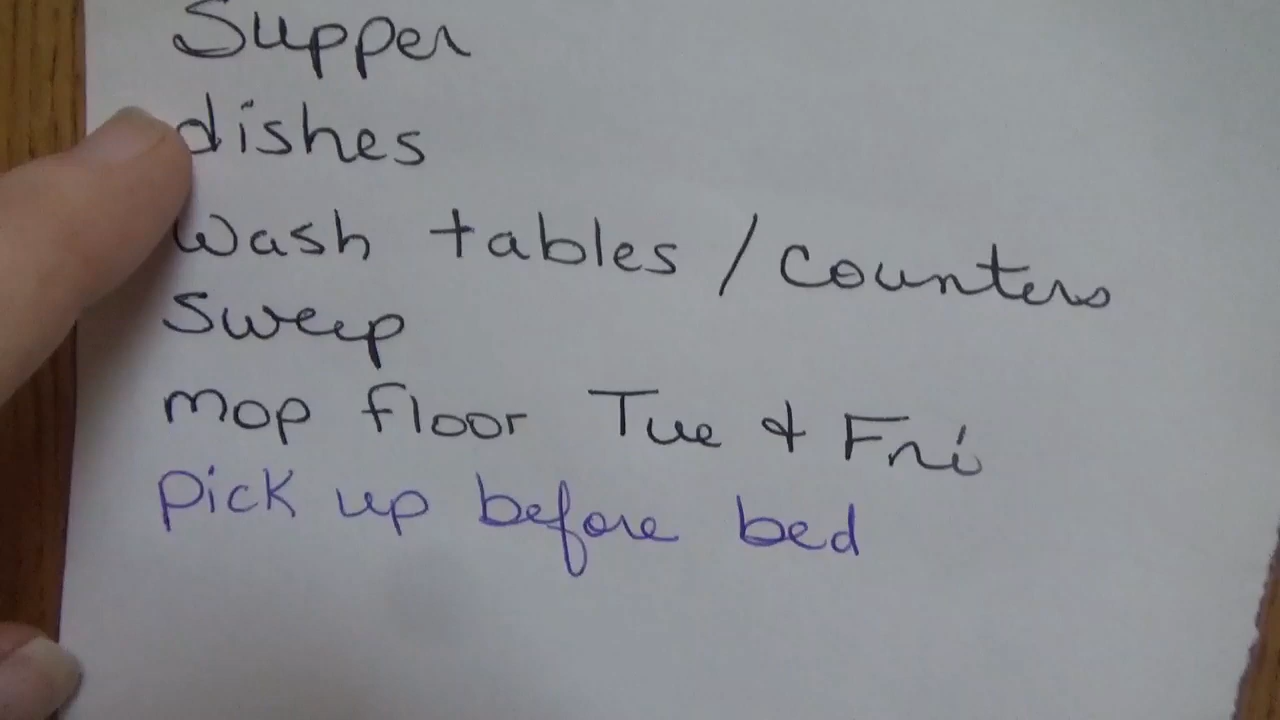 Supper
dishes
wash tables / counters
sweep
mop floor Tue & Fri
pick up before bed